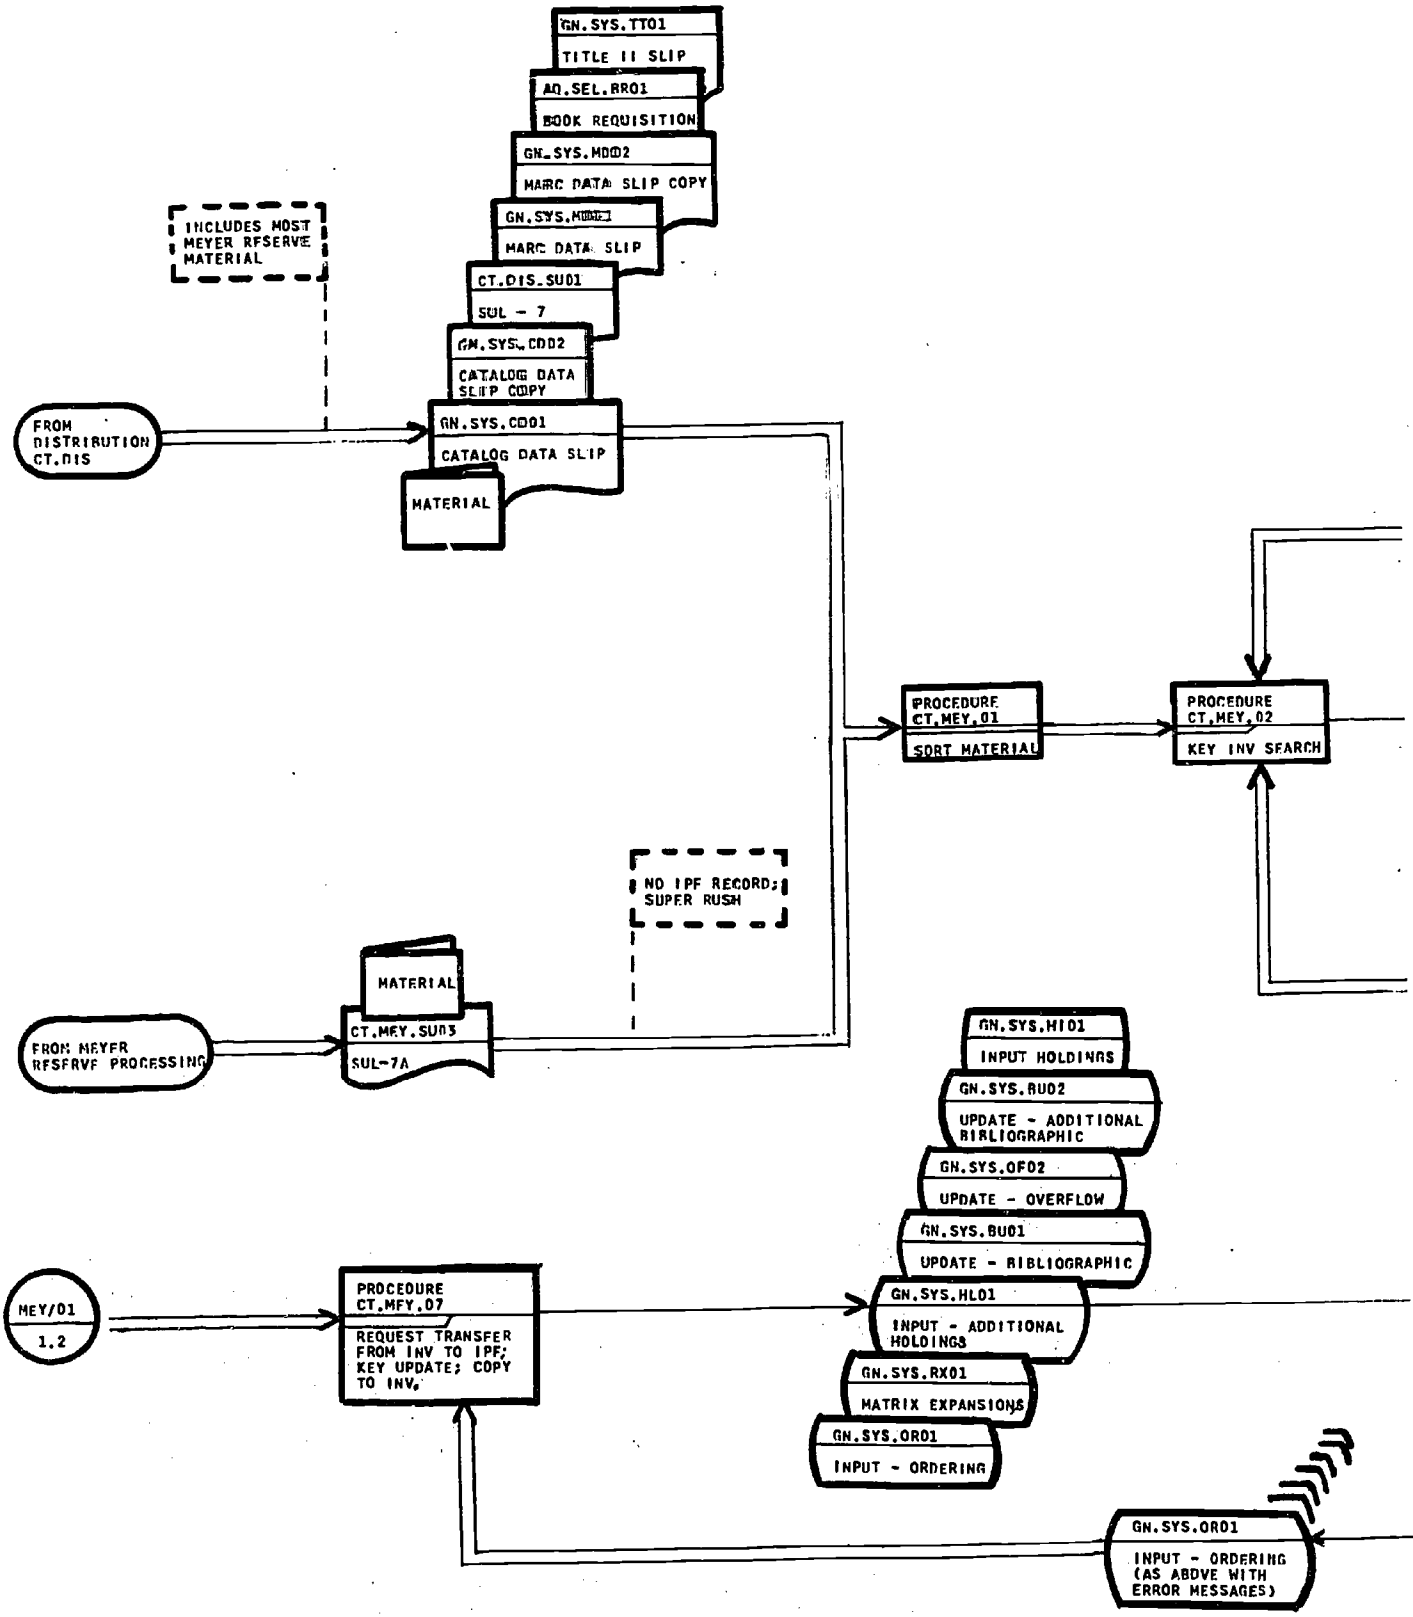 GN.SYS.TT01
TITLE II SLIP
AQ.SEL.BR01
BOOK REQUISITION
GN.SYS.MD02
MARC DATA SLIP COPY
GN.SYS.MD01
MARC DATA SLIP
CT.DIS.SU01
SUL - 7
GN.SYS.CD02
CATALOG DATA
SLIP COPY
GN.SYS.CD01
CATALOG DATA SLIP
MATERIAL
INCLUDES MOST
MEYER RESERVE
MATERIAL
FROM
DISTRIBUTION
CT.DIS
PROCEDURE
CT.MEY.01
SORT MATERIAL
PROCEDURE
CT.MEY.02
KEY INV SEARCH
NO IPF RECORD;
SUPER RUSH
MATERIAL
CT.MEY.SU03
SUL-7A
FROM MEYER
RESERVE PROCESSING
GN.SYS.HI01
INPUT HOLDINGS
GN.SYS.BU02
UPDATE - ADDITIONAL
BIBLIOGRAPHIC
GN.SYS.OF02
UPDATE - OVERFLOW
GN.SYS.BU01
UPDATE - BIBLIOGRAPHIC
GN.SYS.HL01
INPUT - ADDITIONAL
HOLDINGS
GN.SYS.RX01
MATRIX EXPANSIONS
GN.SYS.OR01
INPUT - ORDERING
MEY/01
1.2
PROCEDURE
CT.MEY.07
REQUEST TRANSFER
FROM INV TO IPF;
KEY UPDATE; COPY
TO INV.
GN.SYS.OR01
INPUT - ORDERING
(AS ABOVE WITH
ERROR MESSAGES)